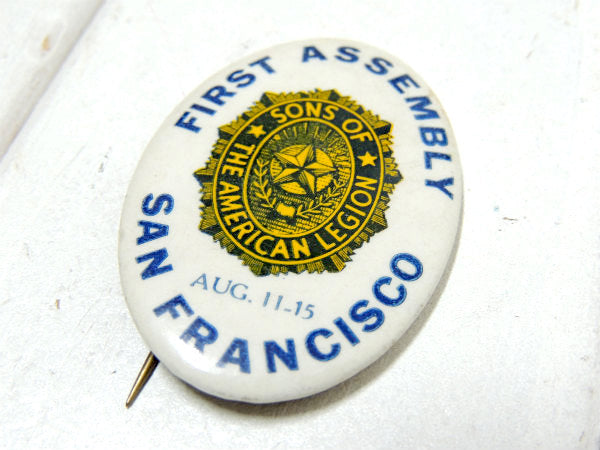 FIRST ASSEMBLY
SONS OF
THE AMERICAN LEGION
AUG. 11-15
SAN FRANCISCO